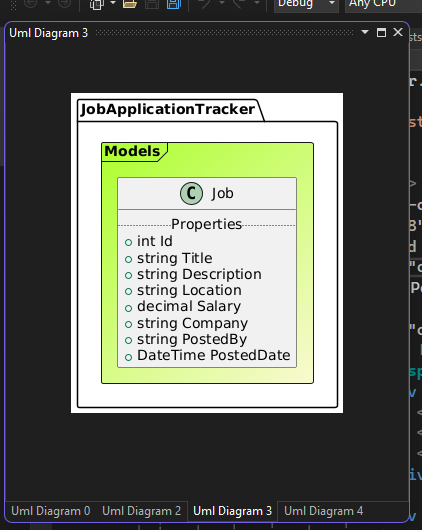 Debug
Any CPU
Uml Diagram 3
JobApplicationTracker
Models
C Job
Properties
int Id
string Title
string Description
string Location
decimal Salary
string Company
string PostedBy
DateTime PostedDate
Uml Diagram 0
Uml Diagram 2
Uml Diagram 3
Uml Diagram 4